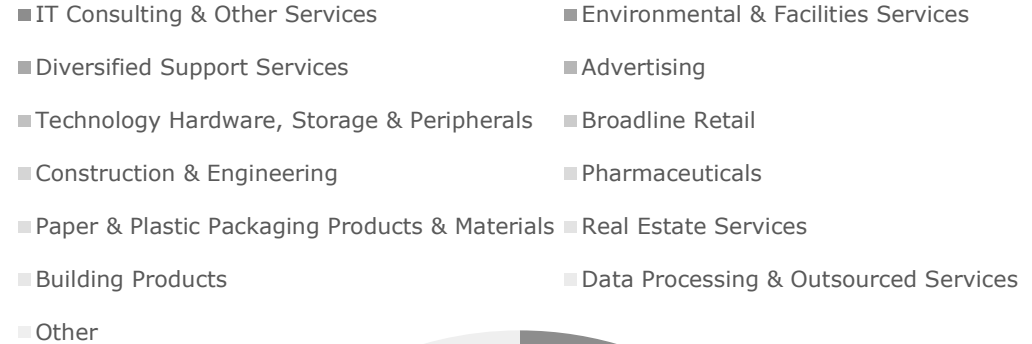 IT Consulting & Other Services
Environmental & Facilities Services
Diversified Support Services
Advertising
Technology Hardware, Storage & Peripherals
Broadline Retail
Construction & Engineering
Pharmaceuticals
Paper & Plastic Packaging Products & Materials
Real Estate Services
Building Products
Data Processing & Outsourced Services
Other